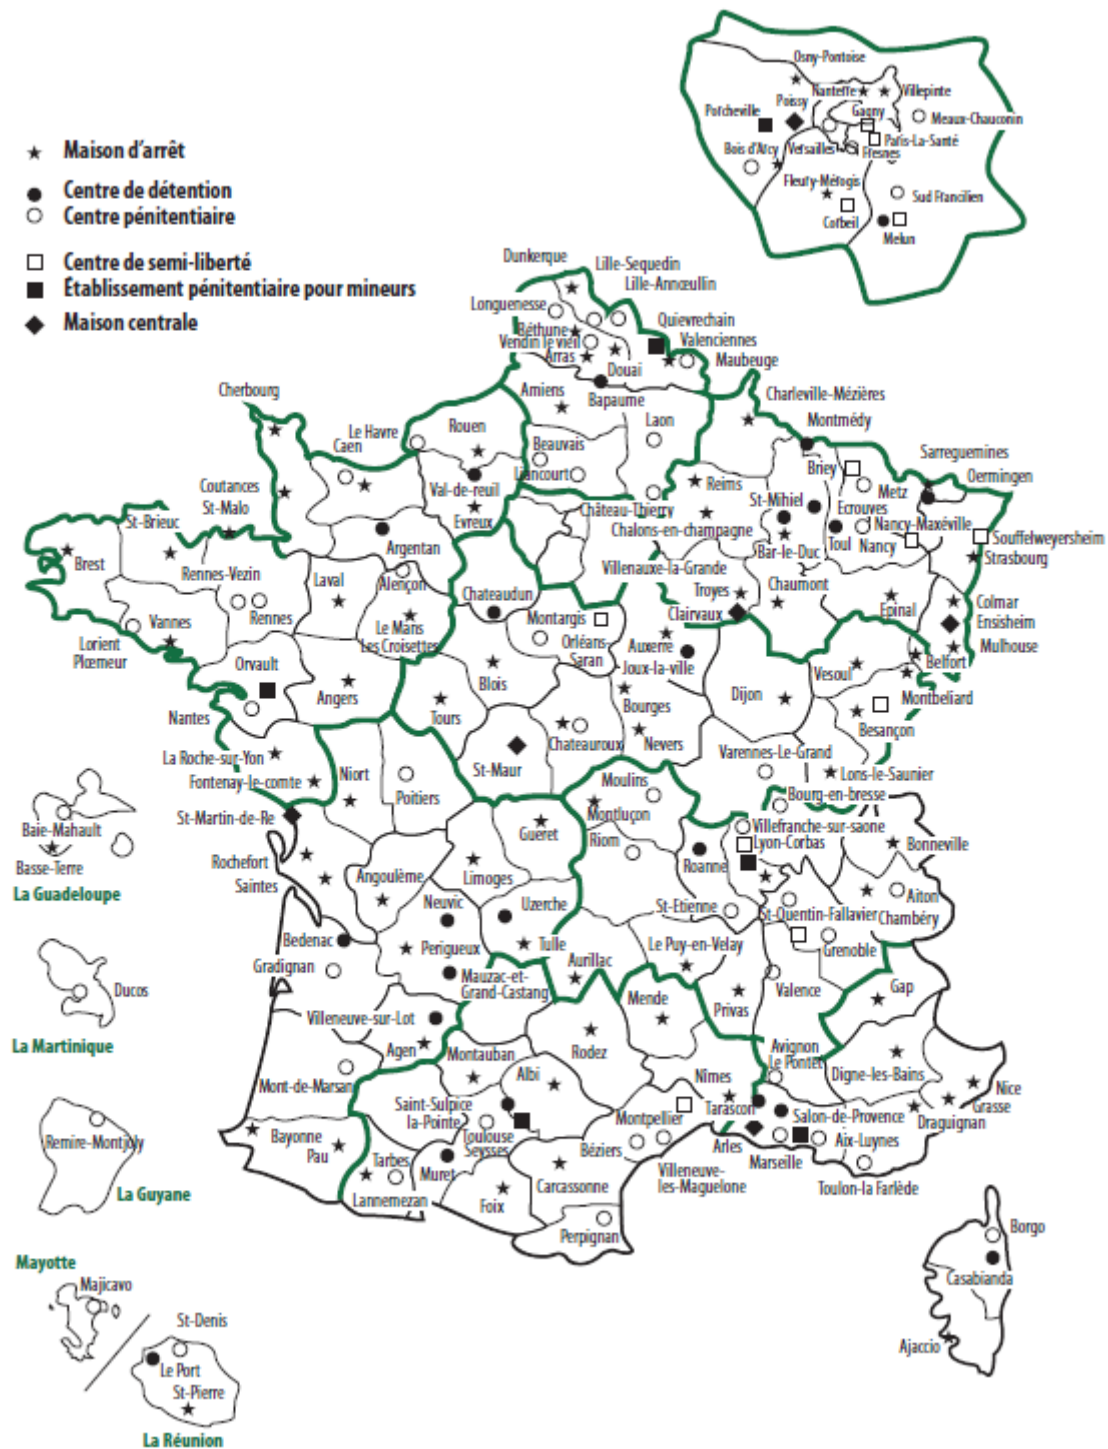 Maison d'arrêt
Centre de détention
Centre pénitentiaire
Centre de semi-liberté
Établissement pénitentiaire pour mineurs
Maison centrale
Osny-Pontoise
Nanterre
Villepinte
Poissy
Porcheville
Gagny
Meaux-Chauconin
Paris-La-Santé
Bois d'Arcy
Versailles
Fresnes
Fleury-Mérogis
Sud Francilien
Corbeil
Melun
Dunkerque
Lille-Sequedin
Lille-Annœullin
Longuenesse
Quievrechain
Béthune
Valenciennes
Vendin le vieil
Maubeuge
Arras
Douai
Bapaume
Cherbourg
Amiens
Charleville-Mézières
Montmédy
Le Havre
Rouen
Laon
Caen
Beauvais
Sarreguemines
Briey
Liancourt
Oermingen
Coutances
Val-de-reuil
Reims
Metz
St-Malo
St-Mihiel
Ecrouves
Château-Thierry
St-Brieuc
Evreux
Chalons-en-champagne
Nancy-Maxéville
Souffelweyersheim
Argentan
Bar-le-Duc
Toul
Nancy
Strasbourg
Brest
Rennes-Vezin
Laval
Alençon
Villenauxe-la-Grande
Chateaudun
Troyes
Chaumont
Montargis
Clairvaux
Epinal
Colmar
Vannes
Rennes
Le Mans
Les Croisettes
Orléans-
Saran
Auxerre
Ensisheim
Lorient
Plœmeur
Mulhouse
Orvault
Joux-la-ville
Belfort
Blois
Vesoul
Angers
Dijon
Montbeliard
Nantes
Tours
Bourges
Besançon
Chateauroux
Nevers
La Roche-sur-Yon
Varennes-Le-Grand
St-Maur
Niort
Lons-le-Saunier
Fontenay-le-comte
Moulins
Bourg-en-bresse
Poitiers
Montluçon
St-Martin-de-Re
Villefranche-sur-saone
Gueret
Riom
Lyon-Corbas
Bonneville
Rochefort
Roanne
Saintes
Angoulême
Limoges
Aiton
Neuvic
Uzerche
St-Etienne
St-Quentin-Fallavier
Chambéry
Bedenac
Perigueux
Tulle
Le Puy-en-Velay
Grenoble
Gradignan
Aurillac
Mauzac-et-
Grand-Castang
Valence
Gap
Mende
Privas
Villeneuve-sur-Lot
Agen
Montauban
Rodez
Avignon
Le Pontet
Digne-les-Bains
Mont-de-Marsan
Albi
Nîmes
Nice
Saint-Sulpice
la-Pointe
Montpellier
Tarascon
Salon-de-Provence
Grasse
Draguignan
Bayonne
Toulouse
Seysses
Béziers
Arles
Marseille
Aix-Luynes
Pau
Tarbes
Muret
Villeneuve-
les-Maguelone
Toulon-la Farlède
Lannemezan
Foix
Carcassonne
Perpignan
Borgo
Casabianda
Ajaccio
Baie-Mahault
Basse-Terre
La Guadeloupe
Ducos
La Martinique
Remire-Montjoly
La Guyane
Mayotte
Majicavo
St-Denis
Le Port
St-Pierre
La Réunion